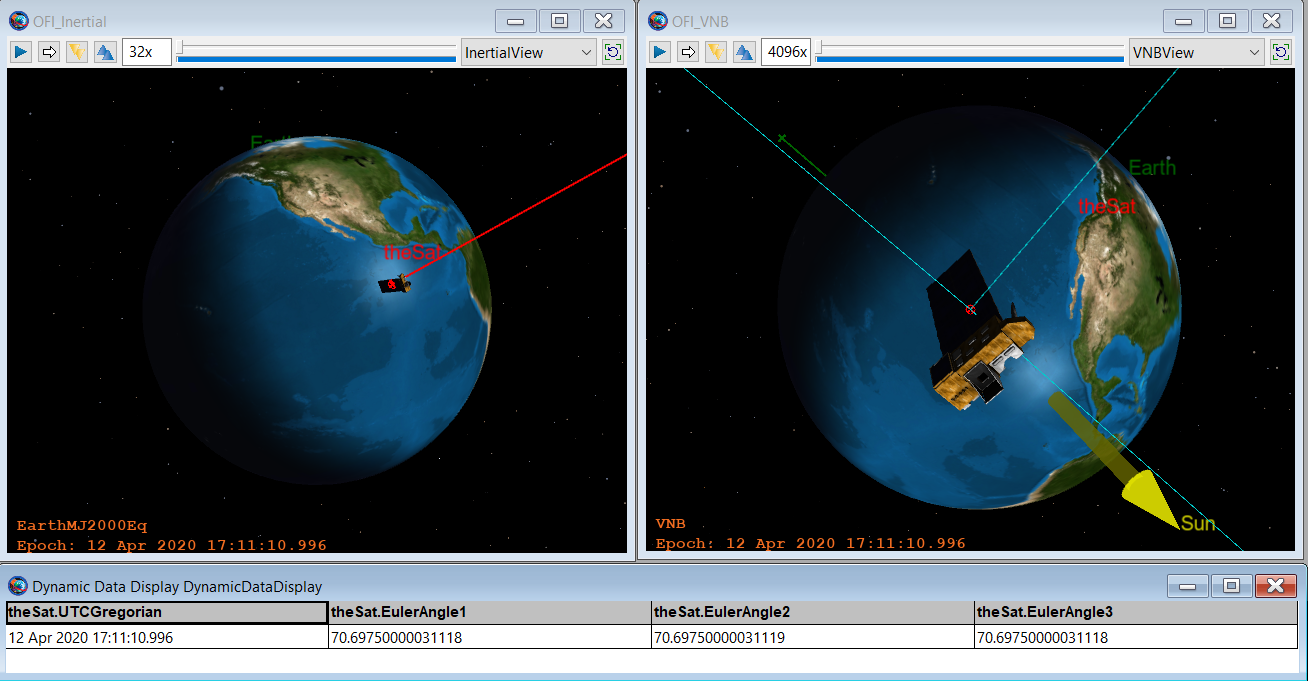 OFI_Inertial
32x
InertialView
Earth
theSat
EarthMJ2000Eq
Epoch: 12 Apr 2020 17:11:10.996
OFI_VNB
4096x
VNBView
Earth
theSat
Sun
VNB
Epoch: 12 Apr 2020 17:11:10.996
Dynamic Data Display DynamicDataDisplay
theSat.UTCGregorian theSat.EulerAngle1 theSat.EulerAngle2 theSat.EulerAngle3
12 Apr 2020 17:11:10.996 70.69750000031118 70.69750000031119 70.69750000031118